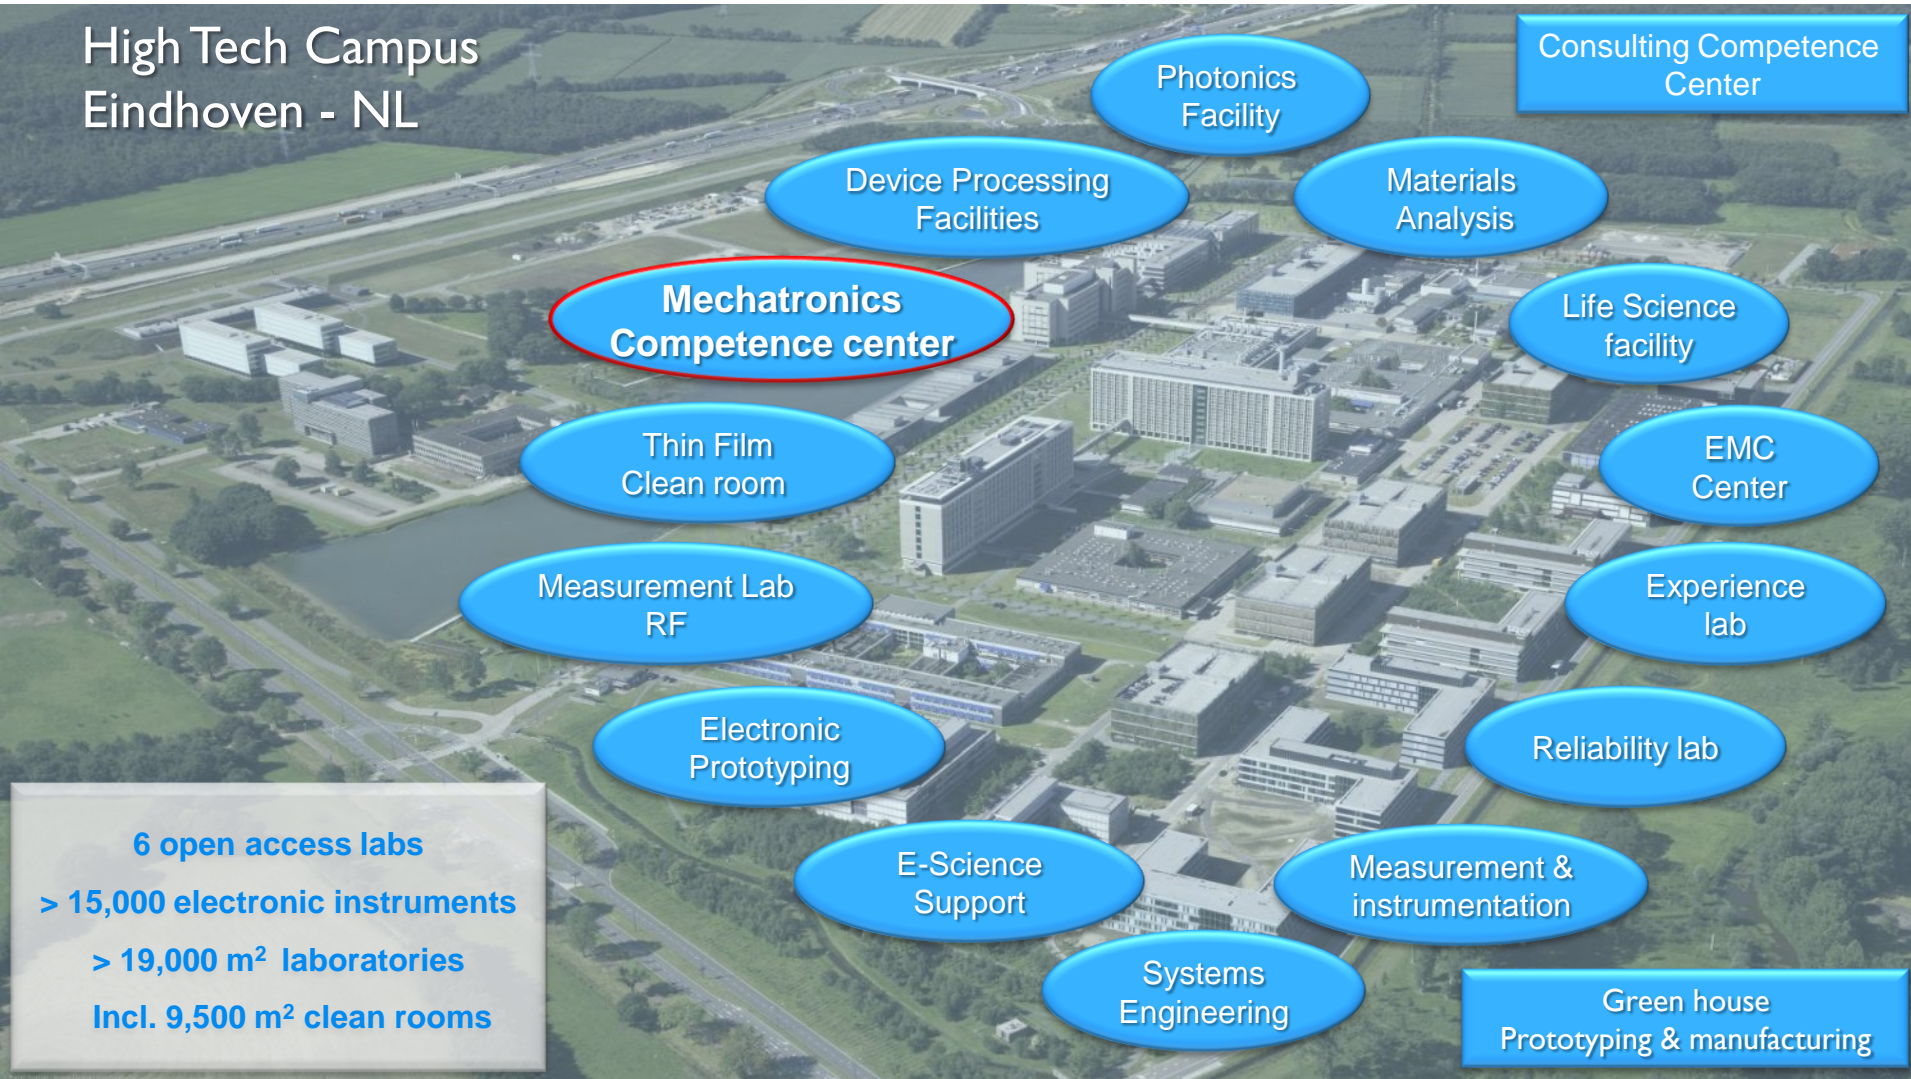 High Tech Campus
Eindhoven - NL
Consulting Competence
Center
Photonics
Facility
Device Processing
Facilities
Materials
Analysis
Mechatronics
Competence center
Life Science
facility
Thin Film
Clean room
EMC
Center
Measurement Lab
RF
Experience
lab
Electronic
Prototyping
Reliability lab
E-Science
Support
Measurement &
instrumentation
Systems
Engineering
6 open access labs
> 15,000 electronic instruments
> 19,000 m² laboratories
Incl. 9,500 m² clean rooms
Green house
Prototyping & manufacturing